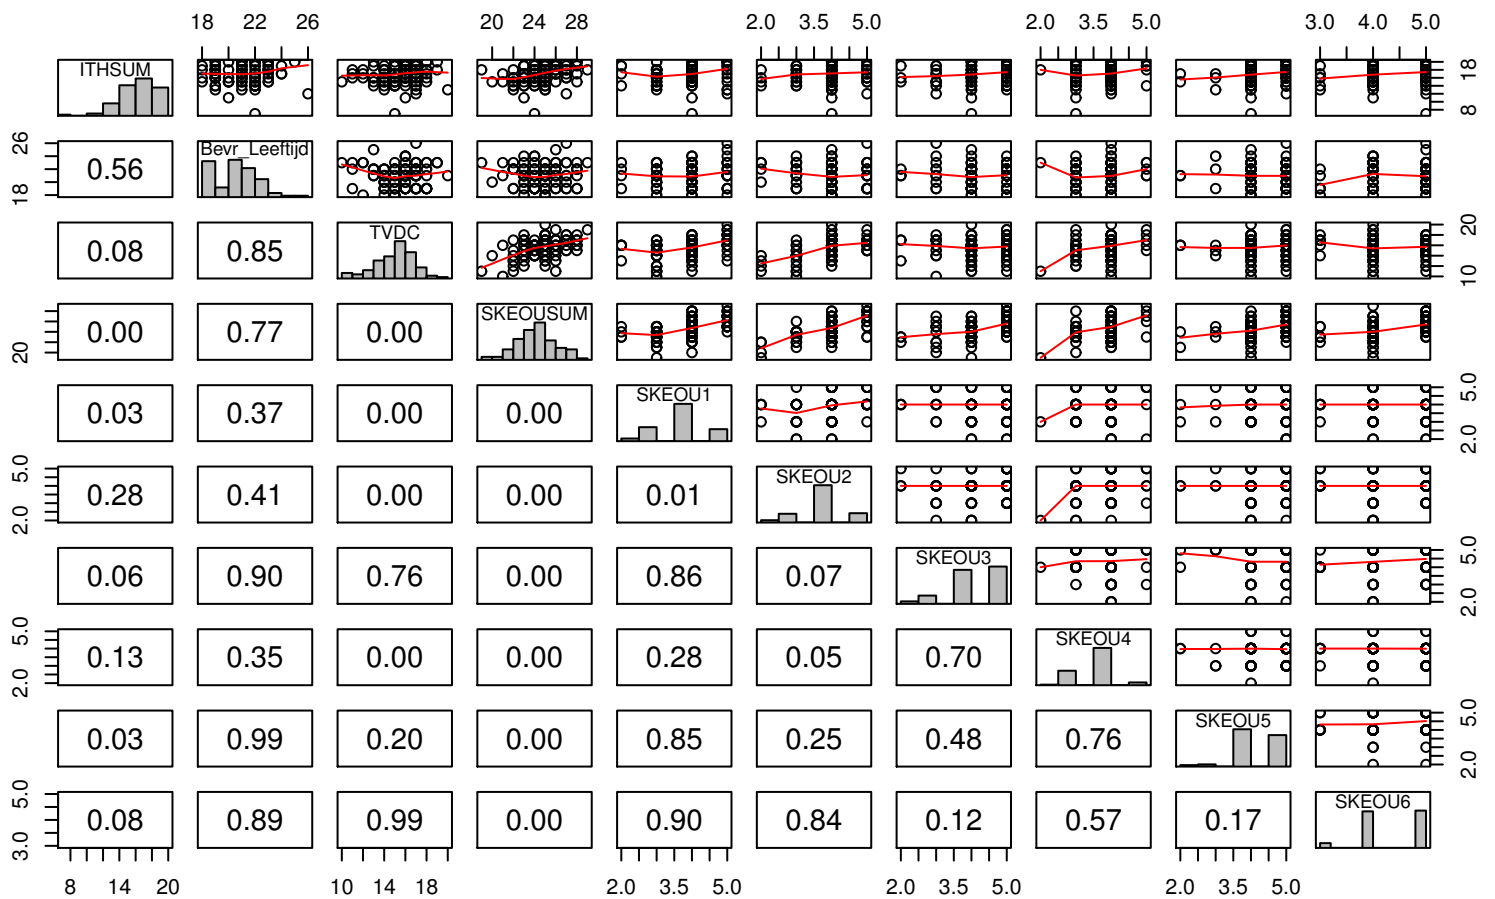 18 22 26 20 24 28 2.0 3.5 5.0 2.0 3.5 5.0 3.0 4.0 5.0
ITHSUM 8 18
18 26 0.56 Bevr_Leeftijd
0.08 0.85 TVDC 10 20
20 0.00 0.77 0.00 SKEOUSUM
0.03 0.37 0.00 0.00 SKEOU1 2.0 5.0
2.0 5.0 0.28 0.41 0.00 0.00 0.01 SKEOU2
0.06 0.90 0.76 0.00 0.86 0.07 SKEOU3 2.0 5.0
2.0 5.0 0.13 0.35 0.00 0.00 0.28 0.05 0.70 SKEOU4
0.03 0.99 0.20 0.00 0.85 0.25 0.48 0.76 SKEOU5 2.0 5.0
3.0 5.0 0.08 0.89 0.99 0.00 0.90 0.84 0.12 0.57 0.17 SKEOU6
8 14 20 10 14 18 2.0 3.5 5.0 2.0 3.5 5.0 2.0 3.5 5.0